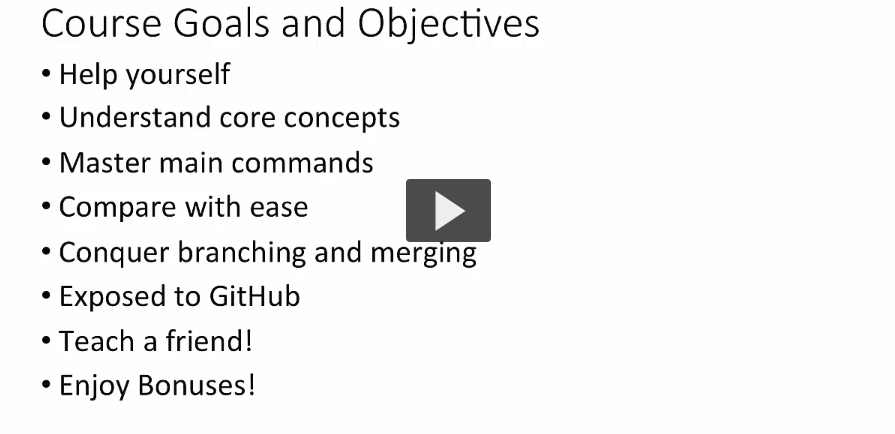 Course Goals and Objectives
• Help yourself
• Understand core concepts
• Master main commands
• Compare with ease
• Conquer branching and merging
• Exposed to GitHub
• Teach a friend!
• Enjoy Bonuses!